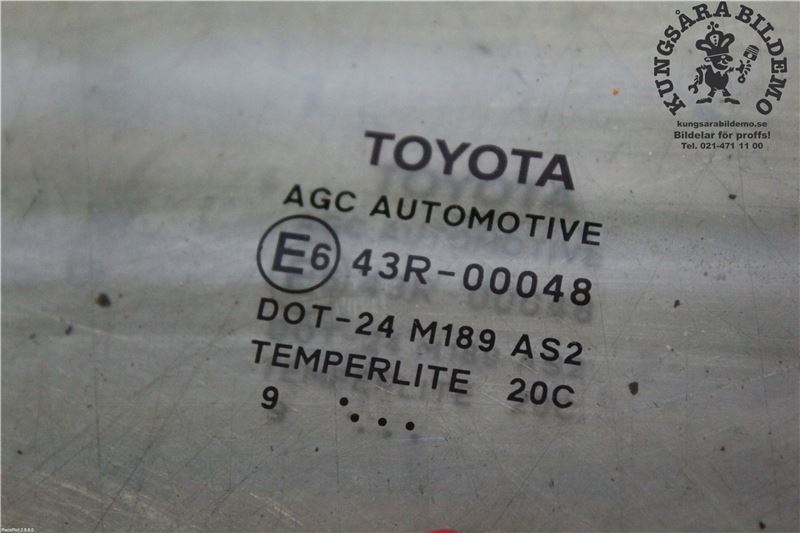 KUNGSÅRA BILDEMO
kungsarabildemo.se
Bildelar för proffs!
Tel. 021-471 11 00
TOYOTA
AGC AUTOMOTIVE
E6 43R-00048
DOT-24 M189 AS2
TEMPERLITE 20C
9